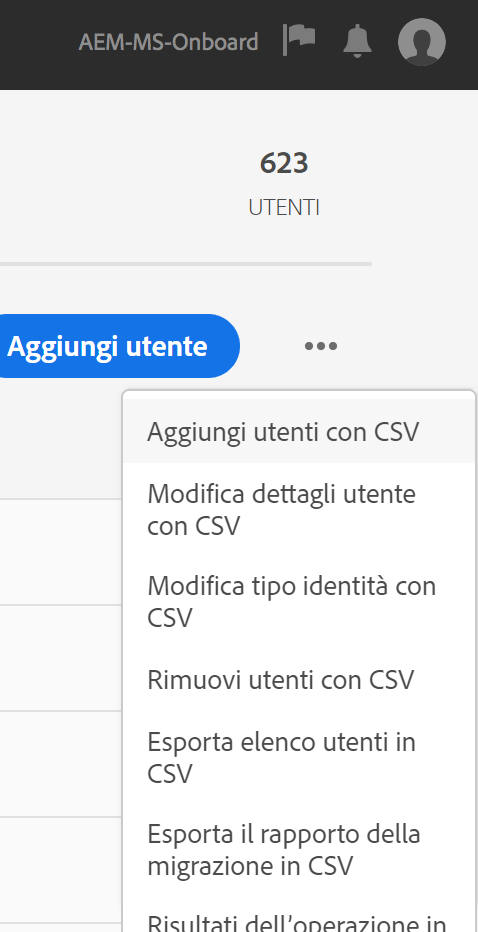 AEM-MS-Onboard
623
UTENTI
Aggiungi utente
Aggiungi utenti con CSV
Modifica dettagli utente
con CSV
Modifica tipo identità con
CSV
Rimuovi utenti con CSV
Esporta elenco utenti in
CSV
Esporta il rapporto della
migrazione in CSV
Risultati dell’operazione in